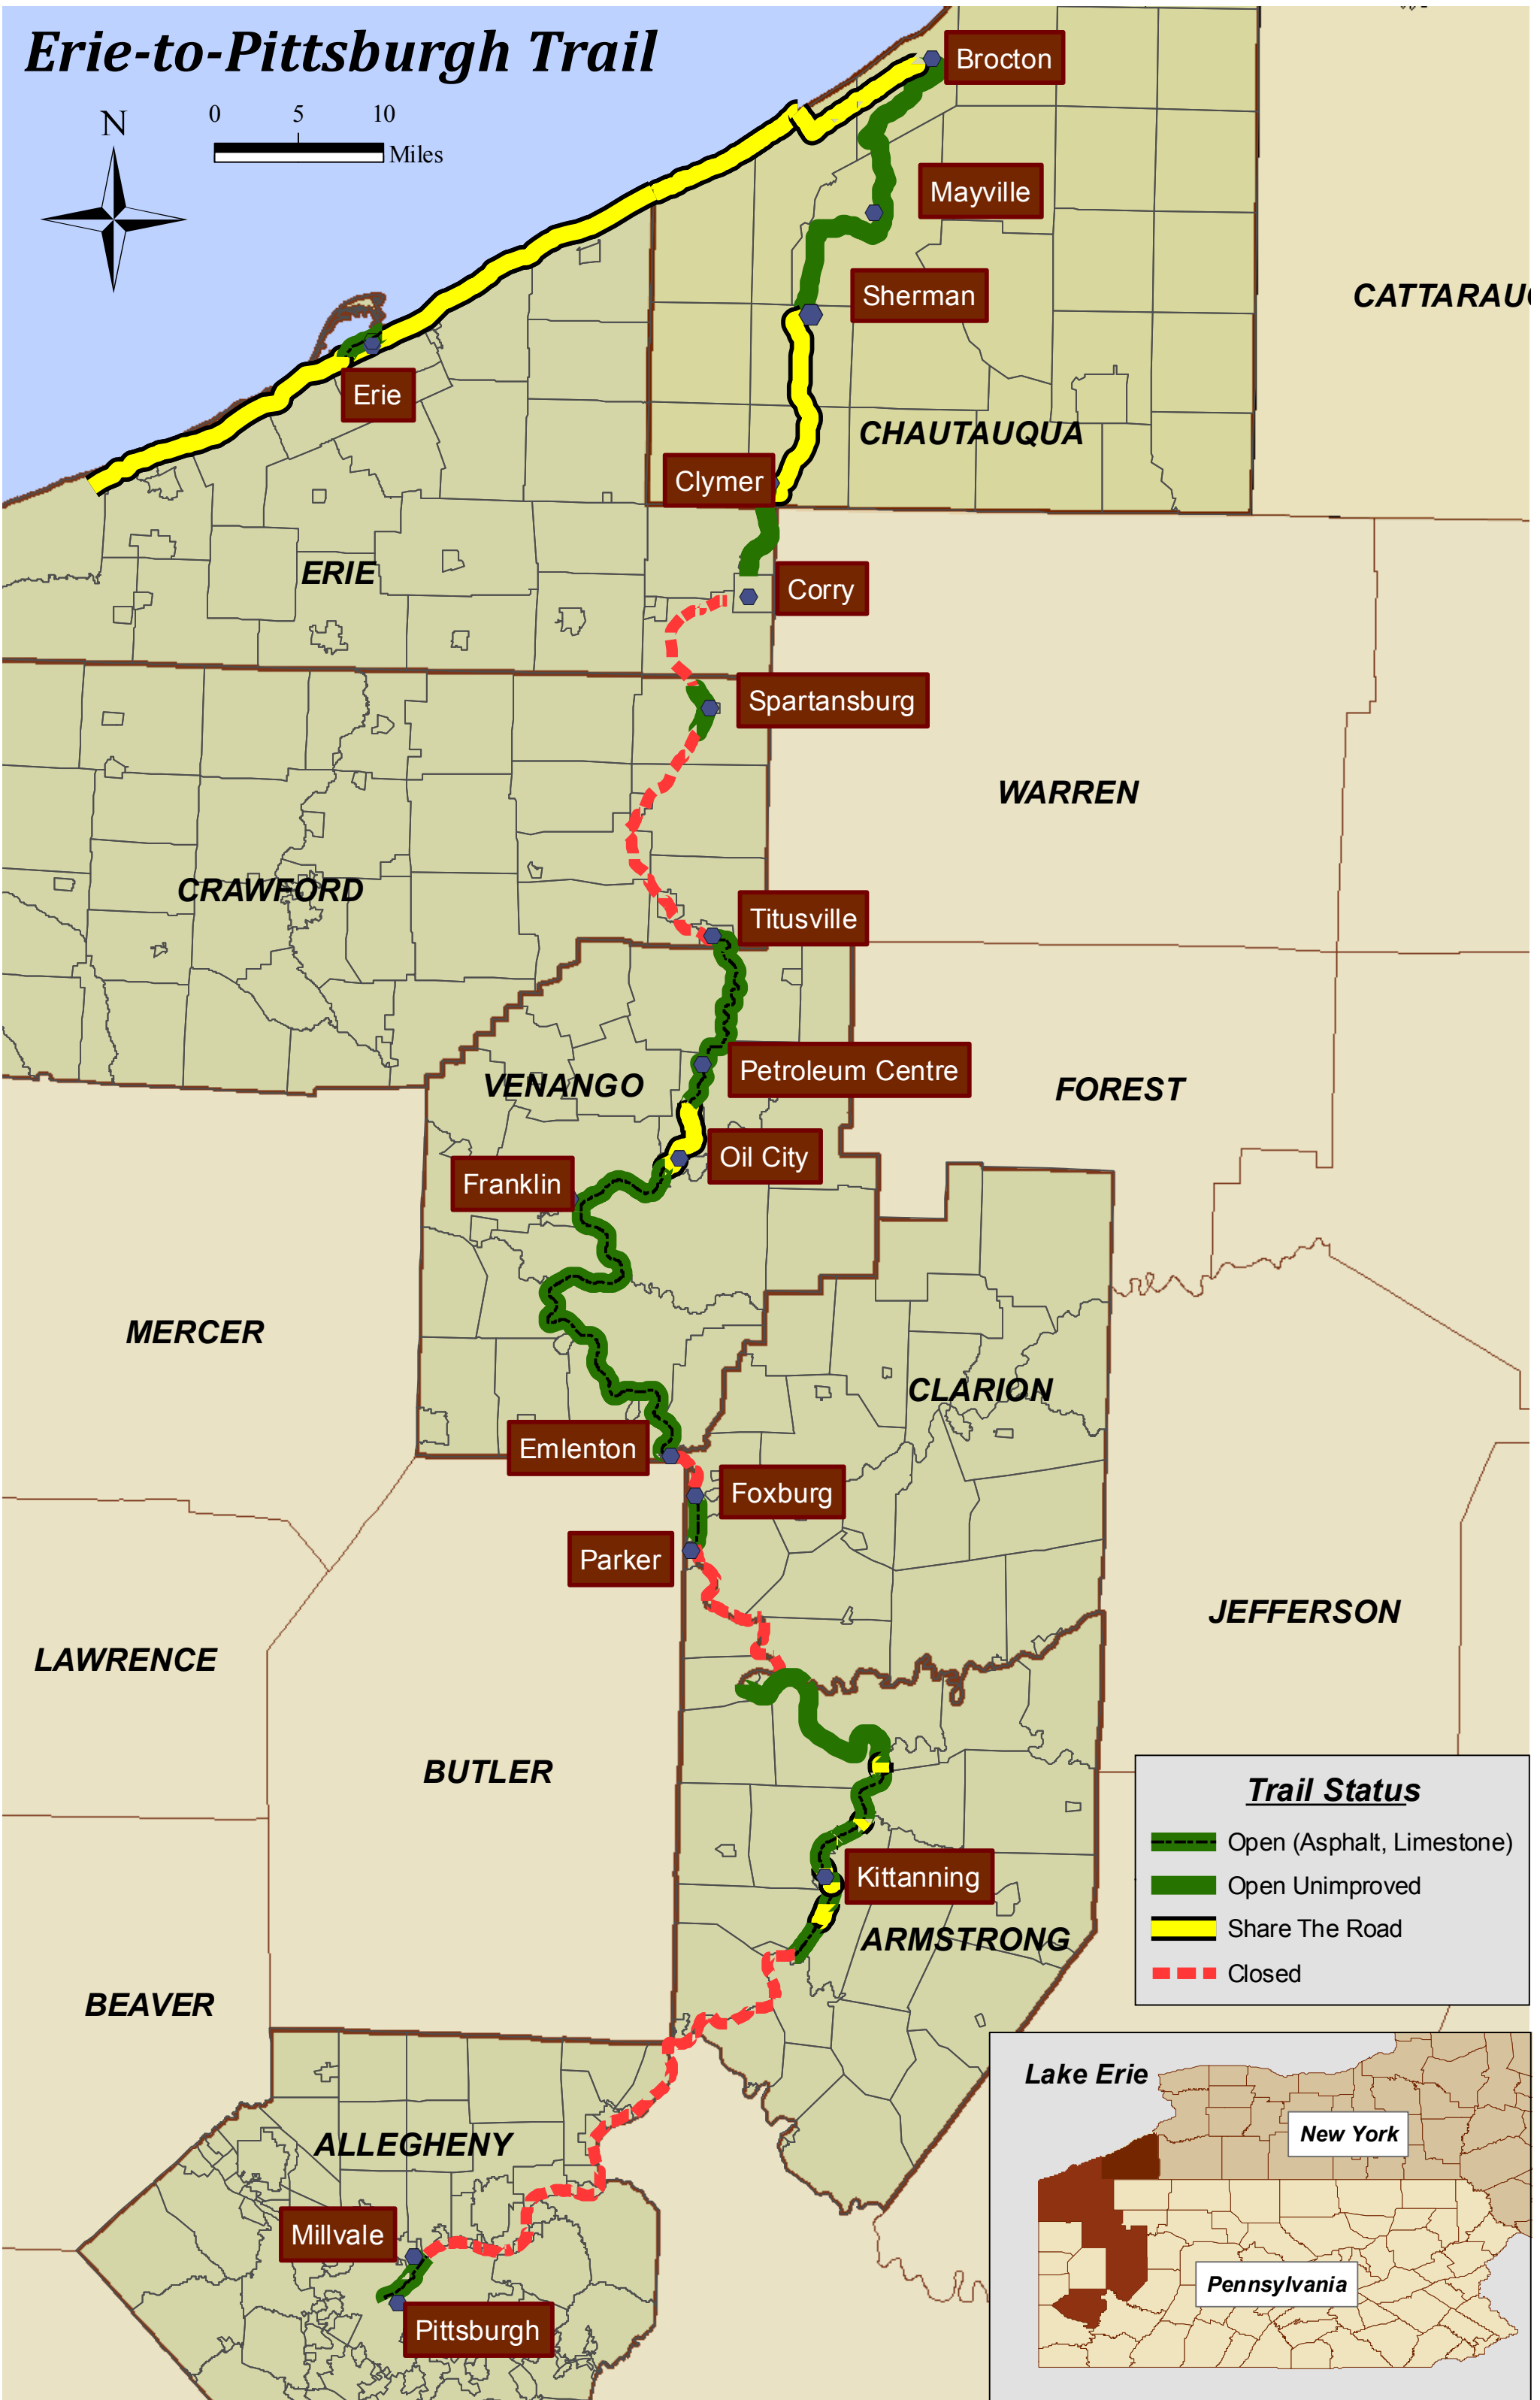 Erie-to-Pittsburgh Trail
N
0 5 10
Miles
Brocton
Mayville
Sherman
CATTARAU
Erie
CHAUTAUQUA
Clymer
ERIE
Corry
Spartansburg
WARREN
CRAWFORD
Titusville
Petroleum Centre
VENANGO
FOREST
Oil City
Franklin
MERCER
CLARION
Emlenton
Foxburg
Parker
JEFFERSON
LAWRENCE
BUTLER
Trail Status
Open (Asphalt, Limestone)
Open Unimproved
Share The Road
Closed
Kittanning
ARMSTRONG
BEAVER
Lake Erie
New York
ALLEGHENY
Millvale
Pennsylvania
Pittsburgh